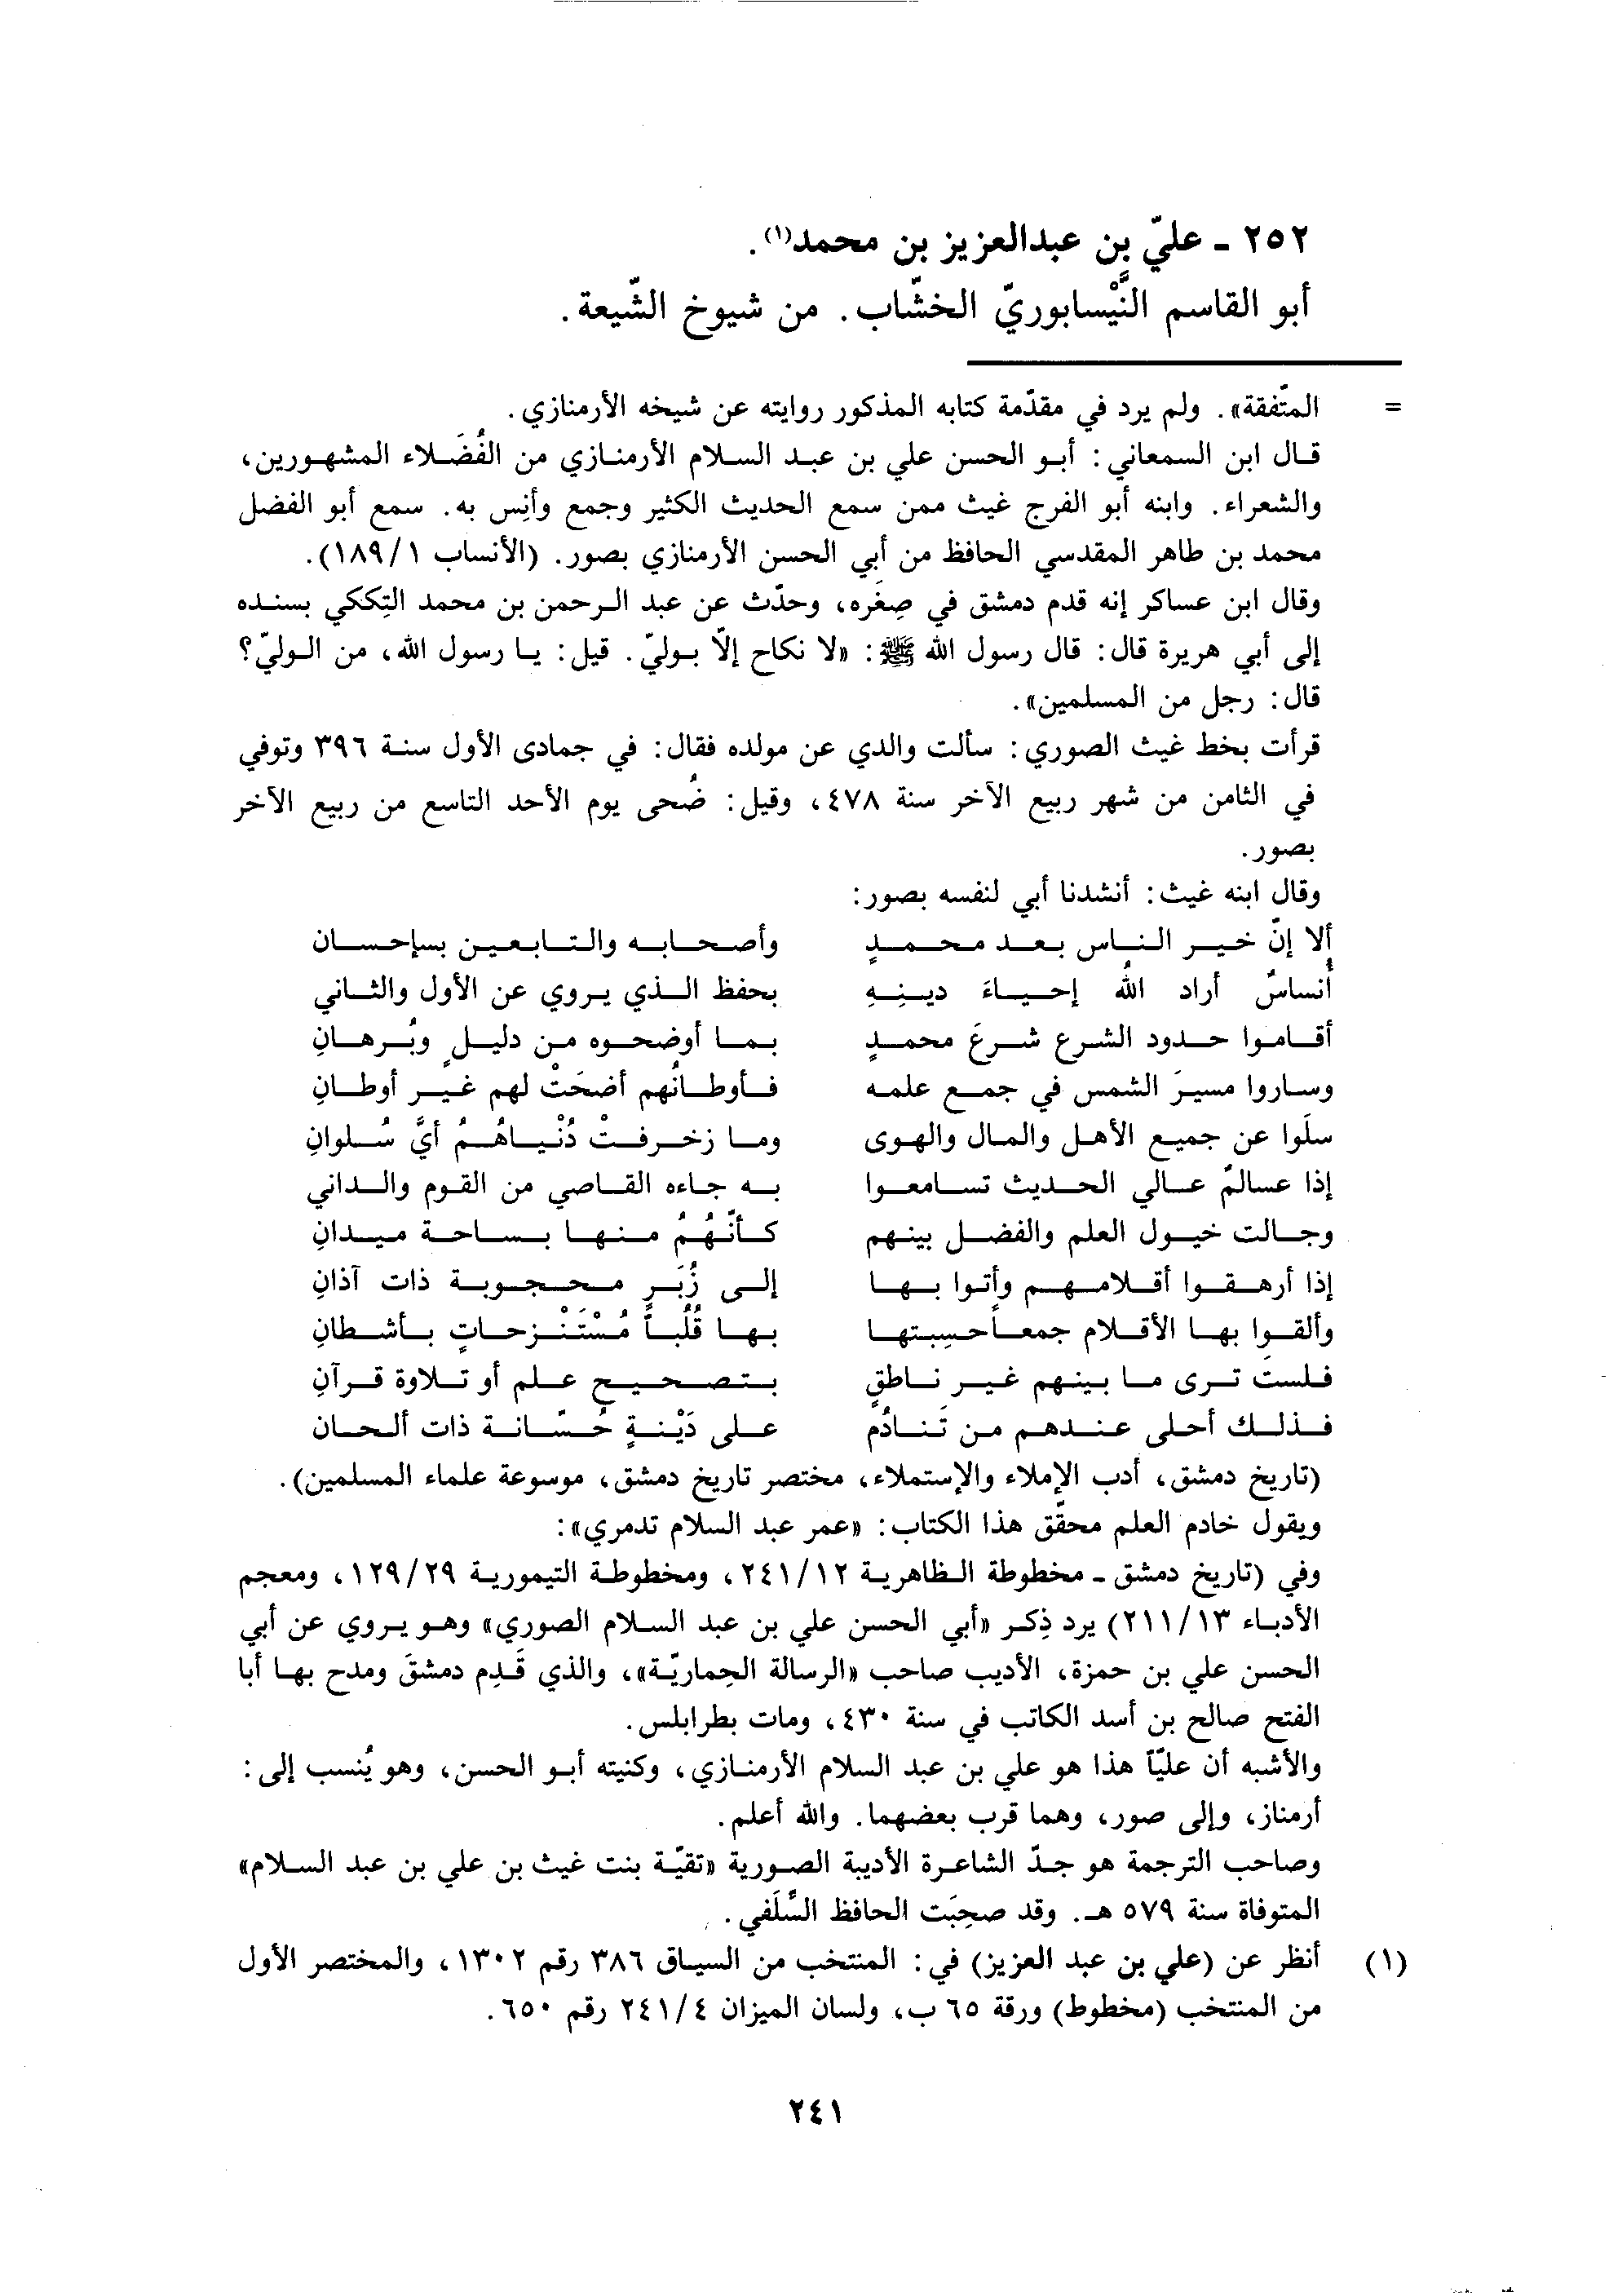 ٢٥٢ - عليّ بن عبدالعزيز بن محمد(١).
أبو القاسم النَّيْسابوريّ الخشّاب. من شيوخ الشّيعة.
= المتّفقة». ولم يرد في مقدّمة كتابه المذكور روايته عن شيخه الأرمنازي.
قال ابن السمعاني: أبو الحسن علي بن عبد السلام الأرمنازي من الفُضَلاء المشهورين،
والشعراء. وابنه أبو الفرج غيث ممن سمع الحديث الكثير وجمع وأنِس به. سمع أبو الفضل
محمد بن طاهر المقدسي الحافظ من أبي الحسن الأرمنازي بصور. (الأنساب ١/١٨٩).
وقال ابن عساكر إنه قدم دمشق في صِغَره، وحدّث عن عبد الرحمن بن محمد التِككي بسنده
إلى أبي هريرة قال: قال رسول الله ﷺ: «لا نكاح إلاّ بوليّ. قيل: يا رسول الله، من الوليّ؟
قال: رجل من المسلمين».
قرأت بخط غيث الصوري: سألت والدي عن مولده فقال: في جمادى الأول سنة ٣٩٦ وتوفي
في الثامن من شهر ربيع الآخر سنة ٤٧٨، وقيل: ضُحى يوم الأحد التاسع من ربيع الآخر
بصور.
وقال ابنه غيث: أنشدنا أبي لنفسه بصور:
ألا إنّ خير الناس بعد محمدٍ وأصحابه والتابعين بإحسان
أُنساسٌ أراد اللهُ إحياءَ دينِهِ بحفظ الذي يروي عن الأول والثاني
أقاموا حدود الشرع شرعَ محمدٍ بما أوضحوه من دليلٍ وبُرهانِ
وساروا مسيرَ الشمس في جمع علمه فأوطانُهم أضحَتْ لهم غير أوطانِ
سلَوا عن جميع الأهل والمال والهوى وما زخرفتْ دُنْياهُمُ أيَّ سُلوانِ
إذا عسالمٌ عالي الحديث تسامعوا به جاءه القاصي من القوم والداني
وجالت خيول العلم والفضل بينهم كأنّهُمُ منها بساحة ميدانِ
إذا أرهقوا أقلامهم وأتوا بها إلى زُبَرٍ محجوبة ذات آذانِ
وألقوا بها الأقلام جمعاً حسِبتها بها قُلُباً مُسْتَنْزحاتٍ بأشطانِ
فلستَ ترى ما بينهم غير ناطقٍ بتصحيح علم أو تلاوة قرآنِ
فذلك أحلى عندهم من تَنادُم على دَيْنةٍ حُسّانة ذات ألحان
(تاريخ دمشق، أدب الإملاء والإستملاء، مختصر تاريخ دمشق، موسوعة علماء المسلمين).
ويقول خادم العلم محقّق هذا الكتاب: «عمر عبد السلام تدمري»:
وفي (تاريخ دمشق - مخطوطة الظاهرية ١٢/٢٤١، ومخطوطة التيمورية ٢٩/١٢٩، ومعجم
الأدباء ١٣/٢١١) يرد ذِكر «أبي الحسن علي بن عبد السلام الصوري» وهو يروي عن أبي
الحسن علي بن حمزة، الأديب صاحب «الرسالة الحِماريّة»، والذي قَدِم دمشقَ ومدح بها أبا
الفتح صالح بن أسد الكاتب في سنة ٤٣٠، ومات بطرابلس.
والأشبه أن عليّاً هذا هو علي بن عبد السلام الأرمنازي، وكنيته أبو الحسن، وهو يُنسب إلى:
أرمناز، وإلى صور، وهما قرب بعضهما. والله أعلم.
وصاحب الترجمة هو جدّ الشاعرة الأديبة الصورية «تقيّة بنت غيث بن علي بن عبد السلام»
المتوفاة سنة ٥٧٩ هـ. وقد صحِبَت الحافظ السَّلَفي.
(١) أنظر عن (علي بن عبد العزيز) في: المنتخب من السياق ٣٨٦ رقم ١٣٠٢، والمختصر الأول
من المنتخب (مخطوط) ورقة ٦٥ ب، ولسان الميزان ٤/٢٤١ رقم ٦٥٠.
٢٤١